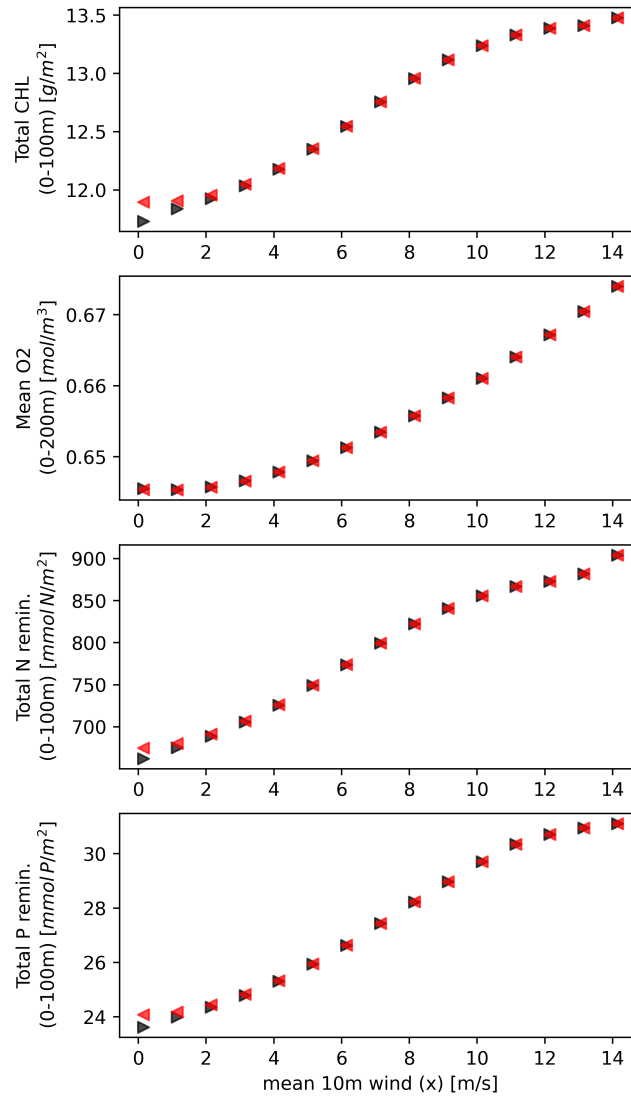 Total CHL
(0-100m) [g/m²]
13.5
13.0
12.5
12.0
0 2 4 6 8 10 12 14
Mean O2
(0-200m) [mol/m³]
0.67
0.66
0.65
0 2 4 6 8 10 12 14
Total N remin.
(0-100m) [mmol N/m²]
900
850
800
750
700
0 2 4 6 8 10 12 14
Total P remin.
(0-100m) [mmol P/m²]
30
28
26
24
0 2 4 6 8 10 12 14
mean 10m wind (x) [m/s]